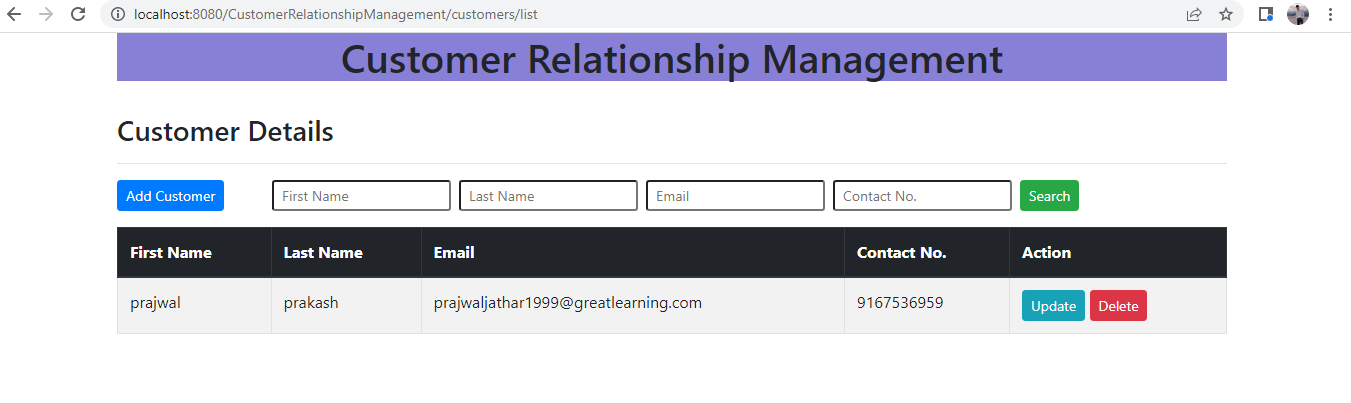 localhost:8080/CustomerRelationshipManagement/customers/list
Customer Relationship Management
Customer Details
Add Customer First Name Last Name Email Contact No. Search
First Name Last Name Email Contact No. Action
prajwal prakash prajwaljathar1999@greatlearning.com 9167536959 Update Delete